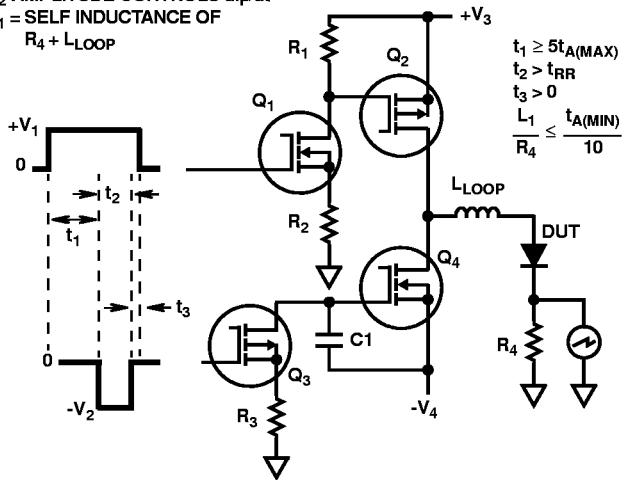 L₁ = SELF INDUCTANCE OF
R₄ + L_LOOP
+V₃
R₁
Q₂
t₁ ≥ 5t_A(MAX)
t₂ > t_RR
t₃ > 0
L₁/R₄ ≤ t_A(MIN)/10
Q₁
+V₁
0
t₂
t₁
R₂
L_LOOP
DUT
Q₄
t₃
C1
R₄
0
Q₃
-V₂
R₃
-V₄